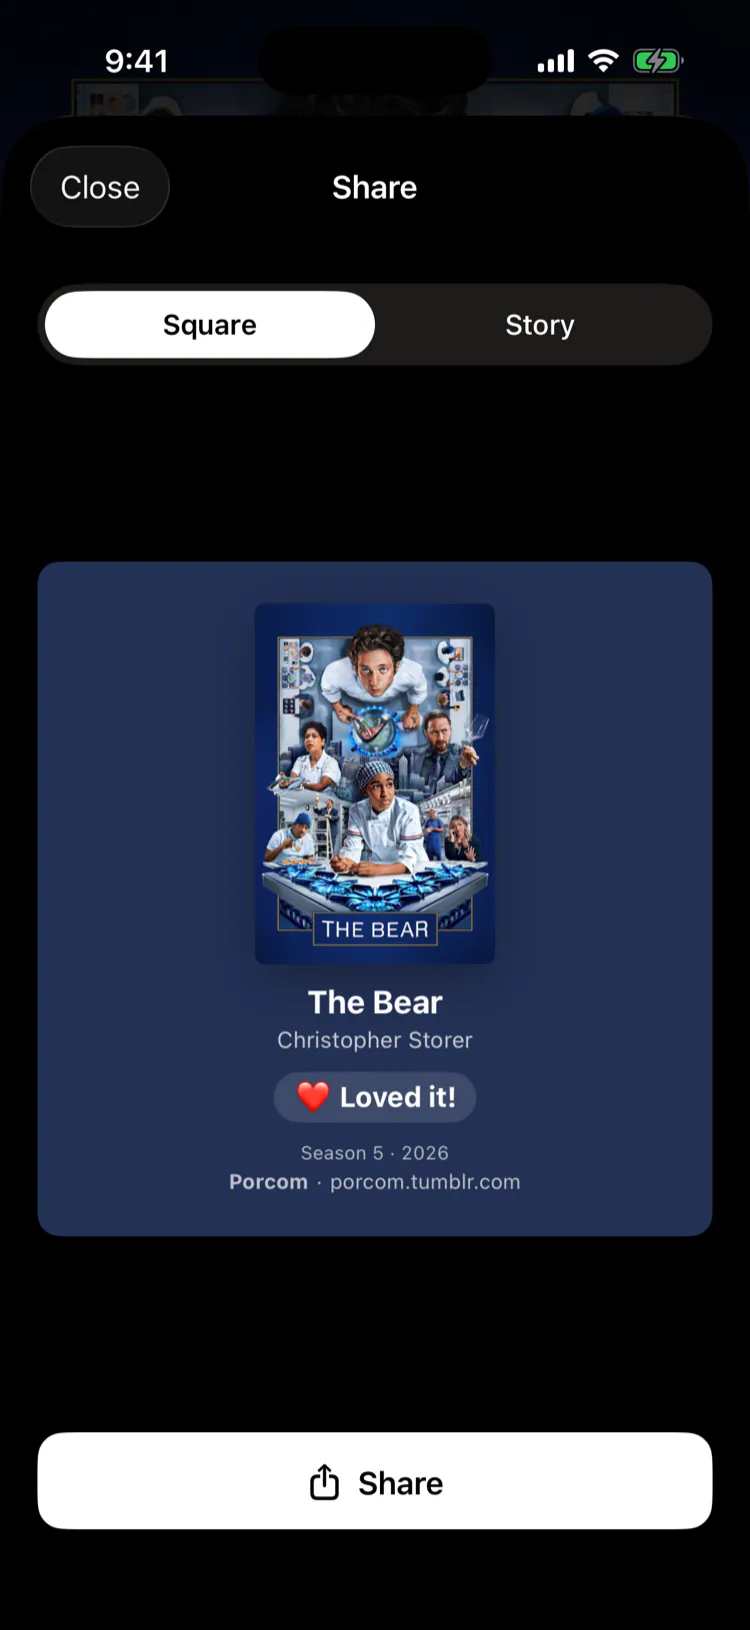 9:41
Close
Share
Square
Story
THE BEAR
The Bear
Christopher Storer
❤️ Loved it!
Season 5 · 2026
Porcom · porcom.tumblr.com
Share